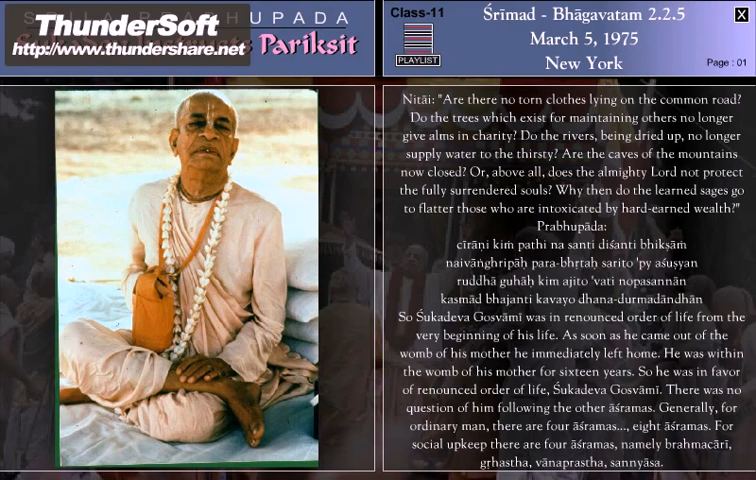 SRILA PRABHUPADA
ThunderSoft
http://www.thundershare.net
Instructs Pariksit
Class-11
PLAYLIST
Śrīmad - Bhāgavatam 2.2.5
March 5, 1975
New York
X
Page : 01
Nitāi: "Are there no torn clothes lying on the common road?
Do the trees which exist for maintaining others no longer
give alms in charity? Do the rivers, being dried up, no longer
supply water to the thirsty? Are the caves of the mountains
now closed? Or, above all, does the almighty Lord not protect
the fully surrendered souls? Why then do the learned sages go
to flatter those who are intoxicated by hard-earned wealth?"
Prabhupāda:
cīrāṇi kiṁ pathi na santi diśanti bhikṣāṁ
naivāṅghripāḥ para-bhṛtaḥ sarito 'py aśuṣyan
ruddhā guhāḥ kim ajito 'vati nopasannān
kasmād bhajanti kavayo dhana-durmadāndhān
So Śukadeva Gosvāmī was in renounced order of life from the
very beginning of his life. As soon as he came out of the
womb of his mother he immediately left home. He was within
the womb of his mother for sixteen years. So he was in favor
of renounced order of life, Śukadeva Gosvāmī. There was no
question of him following the other āśramas. Generally, for
ordinary man, there are four āśramas..., eight āśramas. For
social upkeep there are four āśramas, namely brahmacārī,
grhastha, vānaprastha, sannyāsa.